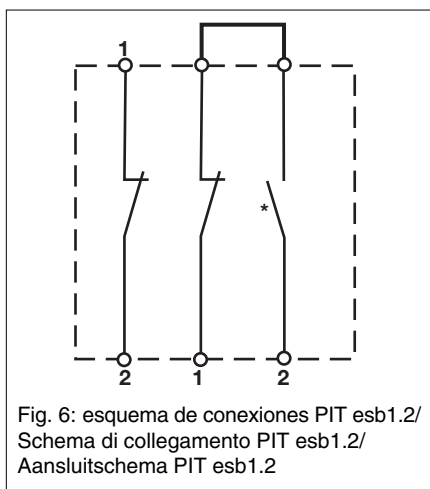 1
*
2 1 2
Fig. 6: esquema de conexiones PIT esb1.2/
Schema di collegamento PIT esb1.2/
Aansluitschema PIT esb1.2